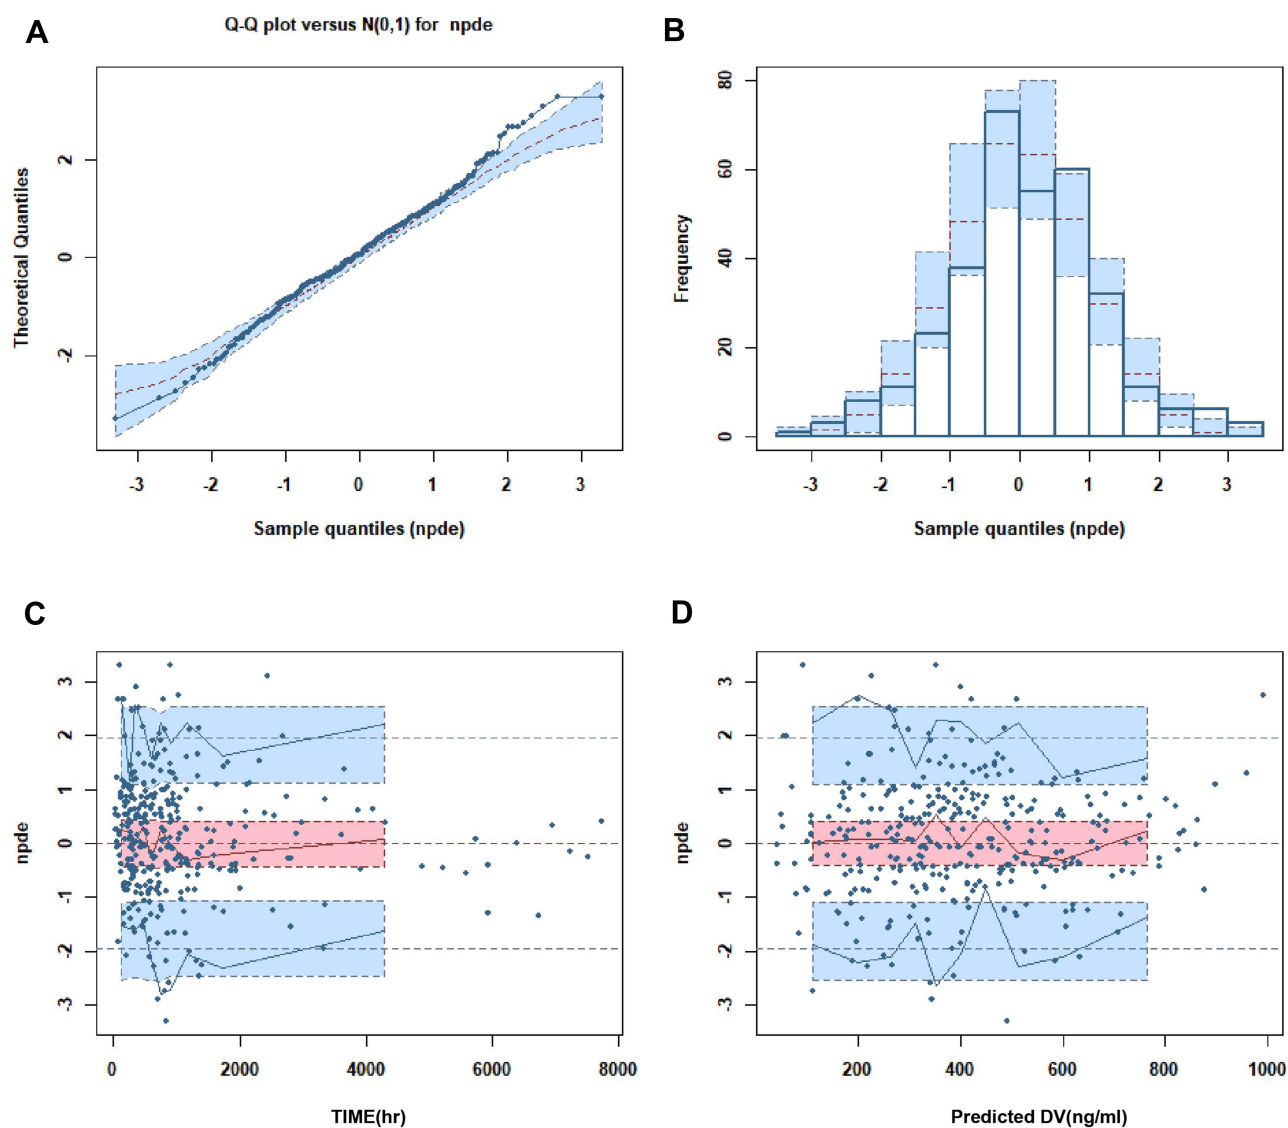 A
Q-Q plot versus N(0,1) for npde
Theoretical Quantiles
2
0
-2
-3 -2 -1 0 1 2 3
Sample quantiles (npde)
B
Frequency
80
60
40
20
0
-3 -2 -1 0 1 2 3
Sample quantiles (npde)
C
npde
3
2
1
0
-1
-2
-3
0 2000 4000 6000 8000
TIME(hr)
D
npde
3
2
1
0
-1
-2
-3
200 400 600 800 1000
Predicted DV(ng/ml)